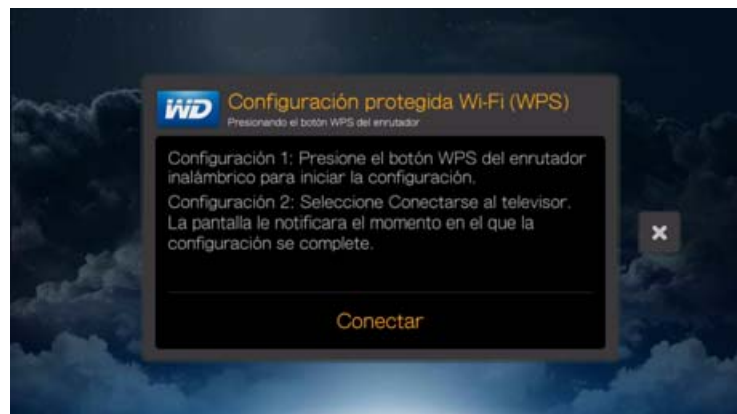 WD
Configuración protegida Wi-Fi (WPS)
Presionando el botón WPS del enrutador
Configuración 1: Presione el botón WPS del enrutador
inalámbrico para iniciar la configuración.
Configuración 2: Seleccione Conectarse al televisor.
La pantalla le notificara el momento en el que la
configuración se complete.
Conectar